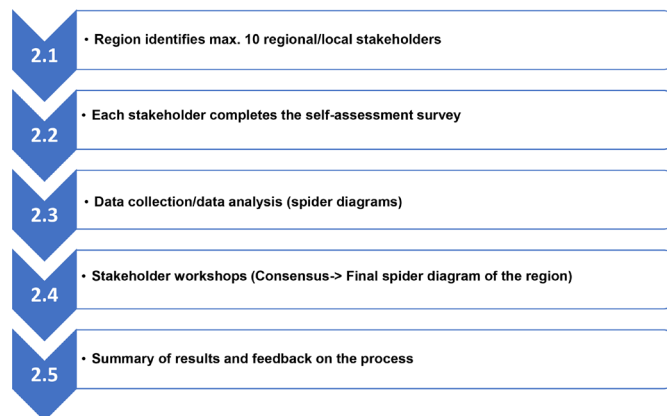 2.1
• Region identifies max. 10 regional/local stakeholders
2.2
• Each stakeholder completes the self-assessment survey
2.3
• Data collection/data analysis (spider diagrams)
2.4
• Stakeholder workshops (Consensus-> Final spider diagram of the region)
2.5
• Summary of results and feedback on the process